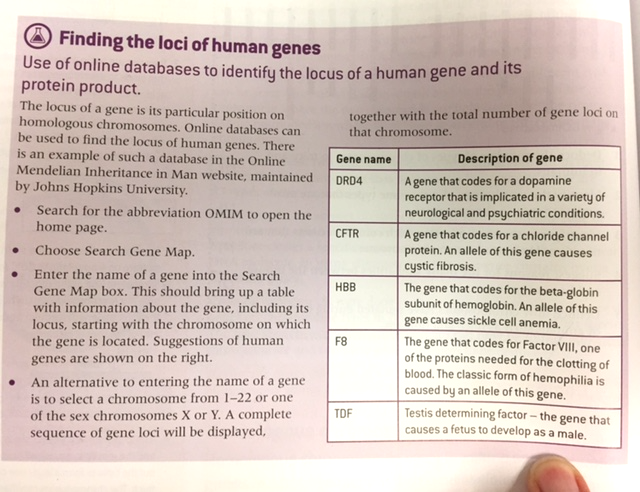 Finding the loci of human genes
Use of online databases to identify the locus of a human gene and its
protein product.
The locus of a gene is its particular position on
homologous chromosomes. Online databases can
be used to find the locus of human genes. There
is an example of such a database in the Online
Mendelian Inheritance in Man website, maintained
by Johns Hopkins University.
• Search for the abbreviation OMIM to open the
home page.
• Choose Search Gene Map.
• Enter the name of a gene into the Search
Gene Map box. This should bring up a table
with information about the gene, including its
locus, starting with the chromosome on which
the gene is located. Suggestions of human
genes are shown on the right.
• An alternative to entering the name of a gene
is to select a chromosome from 1–22 or one
of the sex chromosomes X or Y. A complete
sequence of gene loci will be displayed,
together with the total number of gene loci on
that chromosome.
Gene name Description of gene
DRD4 A gene that codes for a dopamine
receptor that is implicated in a variety of
neurological and psychiatric conditions.
CFTR A gene that codes for a chloride channel
protein. An allele of this gene causes
cystic fibrosis.
HBB The gene that codes for the beta-globin
subunit of hemoglobin. An allele of this
gene causes sickle cell anemia.
F8 The gene that codes for Factor VIII, one
of the proteins needed for the clotting of
blood. The classic form of hemophilia is
caused by an allele of this gene.
TDF Testis determining factor – the gene that
causes a fetus to develop as a male.